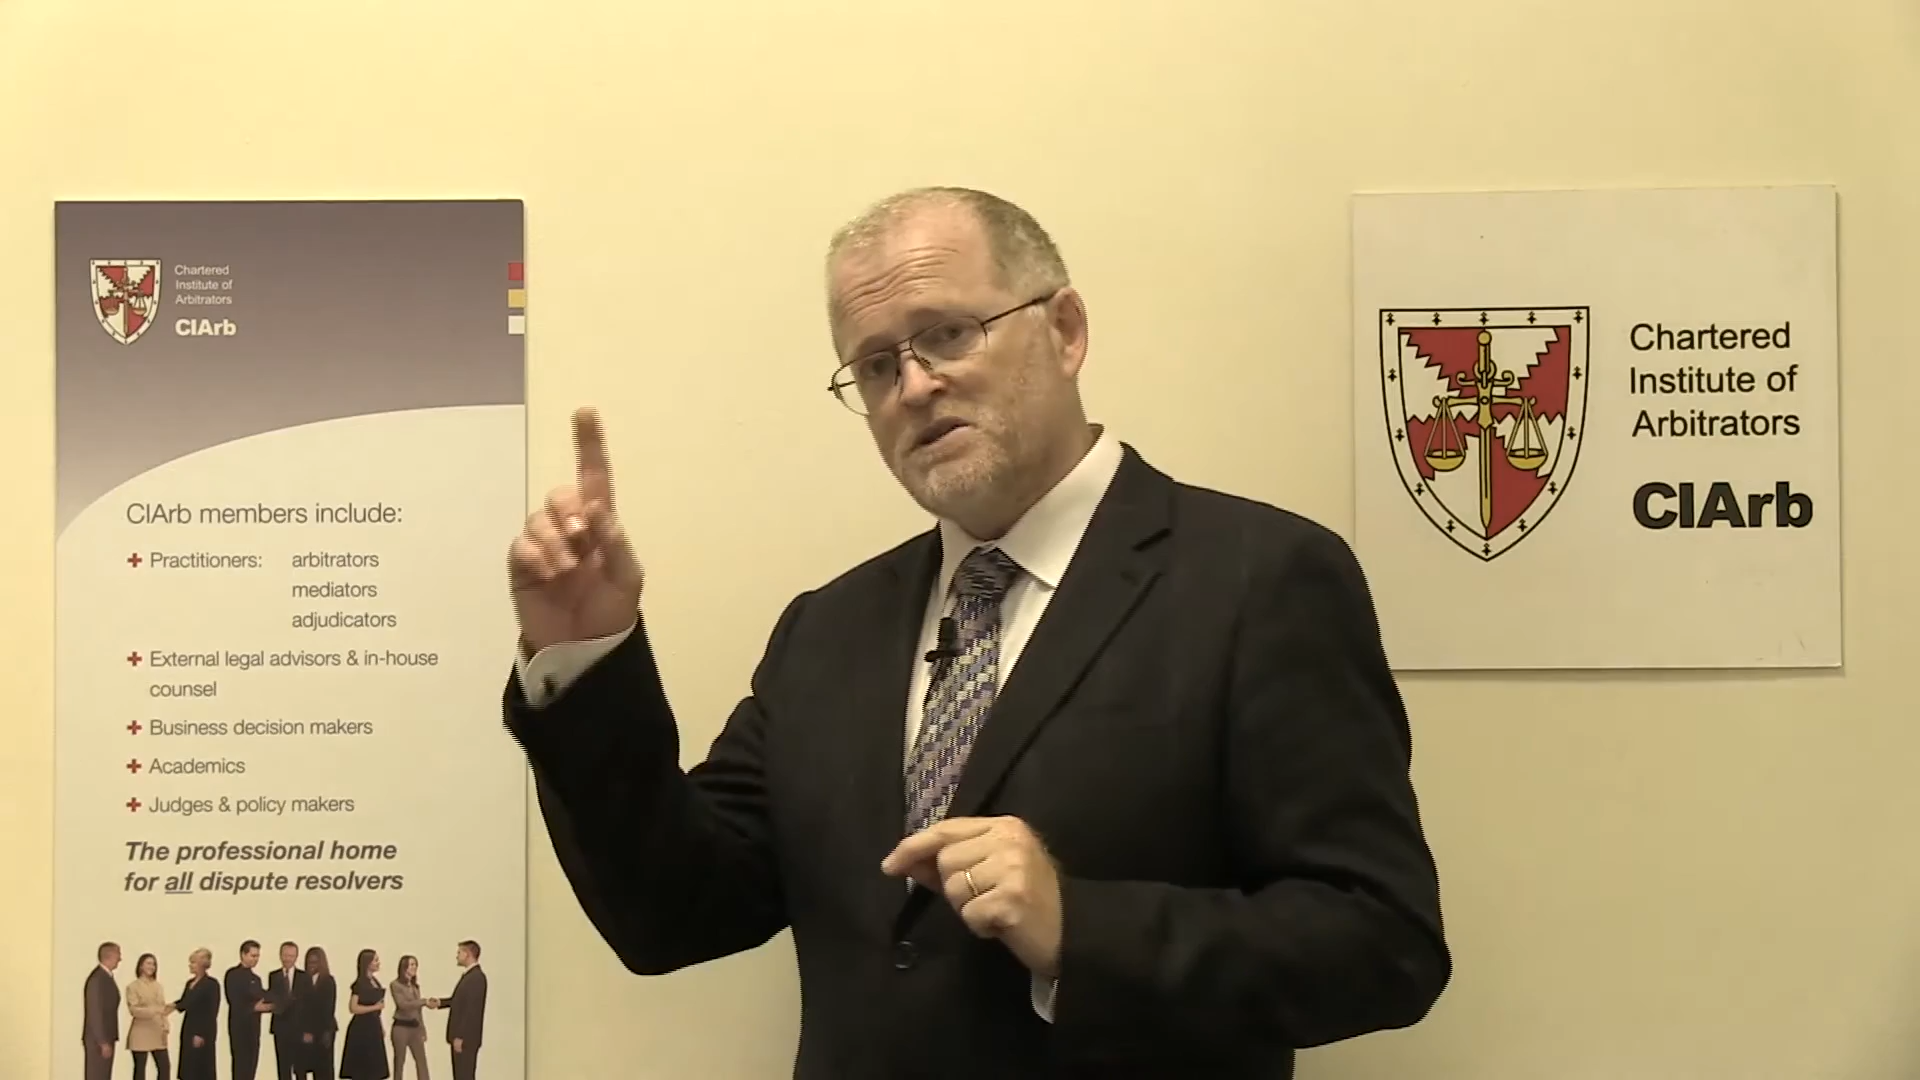 Chartered
Institute of
Arbitrators
CIArb
CIArb members include:
Practitioners: arbitrators
mediators
adjudicators
External legal advisors & in-house
counsel
Business decision makers
Academics
Judges & policy makers
The professional home
for all dispute resolvers
Chartered
Institute of
Arbitrators
CIArb